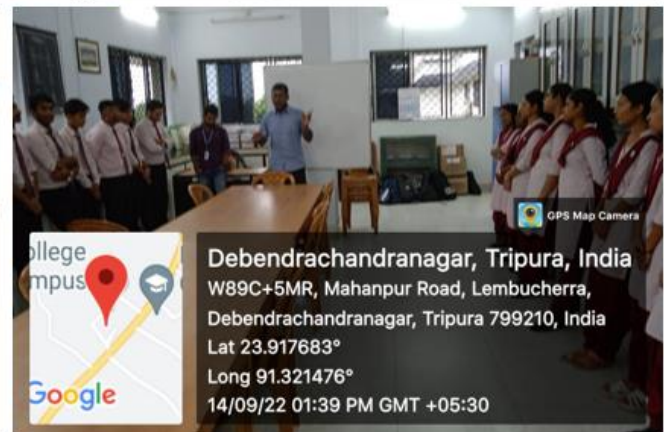 GPS Map Camera
ollege
mpus
Google
Debendrachandranagar, Tripura, India
W89C+5MR, Mahanpur Road, Lembucherra,
Debendrachandranagar, Tripura 799210, India
Lat 23.917683°
Long 91.321476°
14/09/22 01:39 PM GMT +05:30